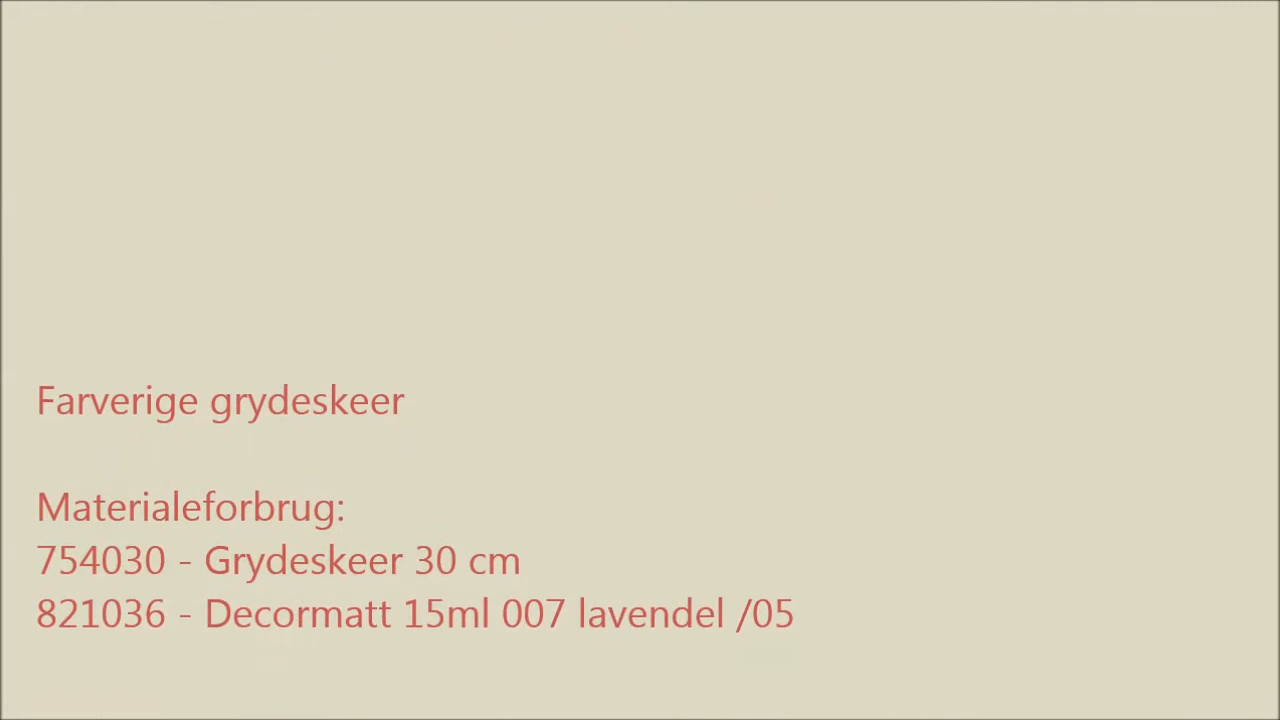 Farverige grydeskeer
Materialeforbrug:
754030 - Grydeskeer 30 cm
821036 - Decormatt 15ml 007 lavendel /05